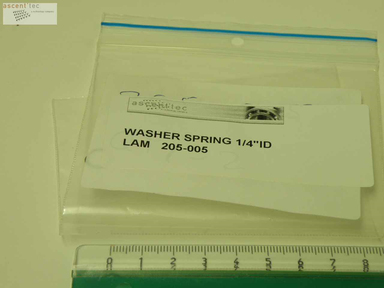 ascent tec
ascentec
WASHER SPRING 1/4"ID
LAM 205-005
0 1 2 3 4 5 6 7 8